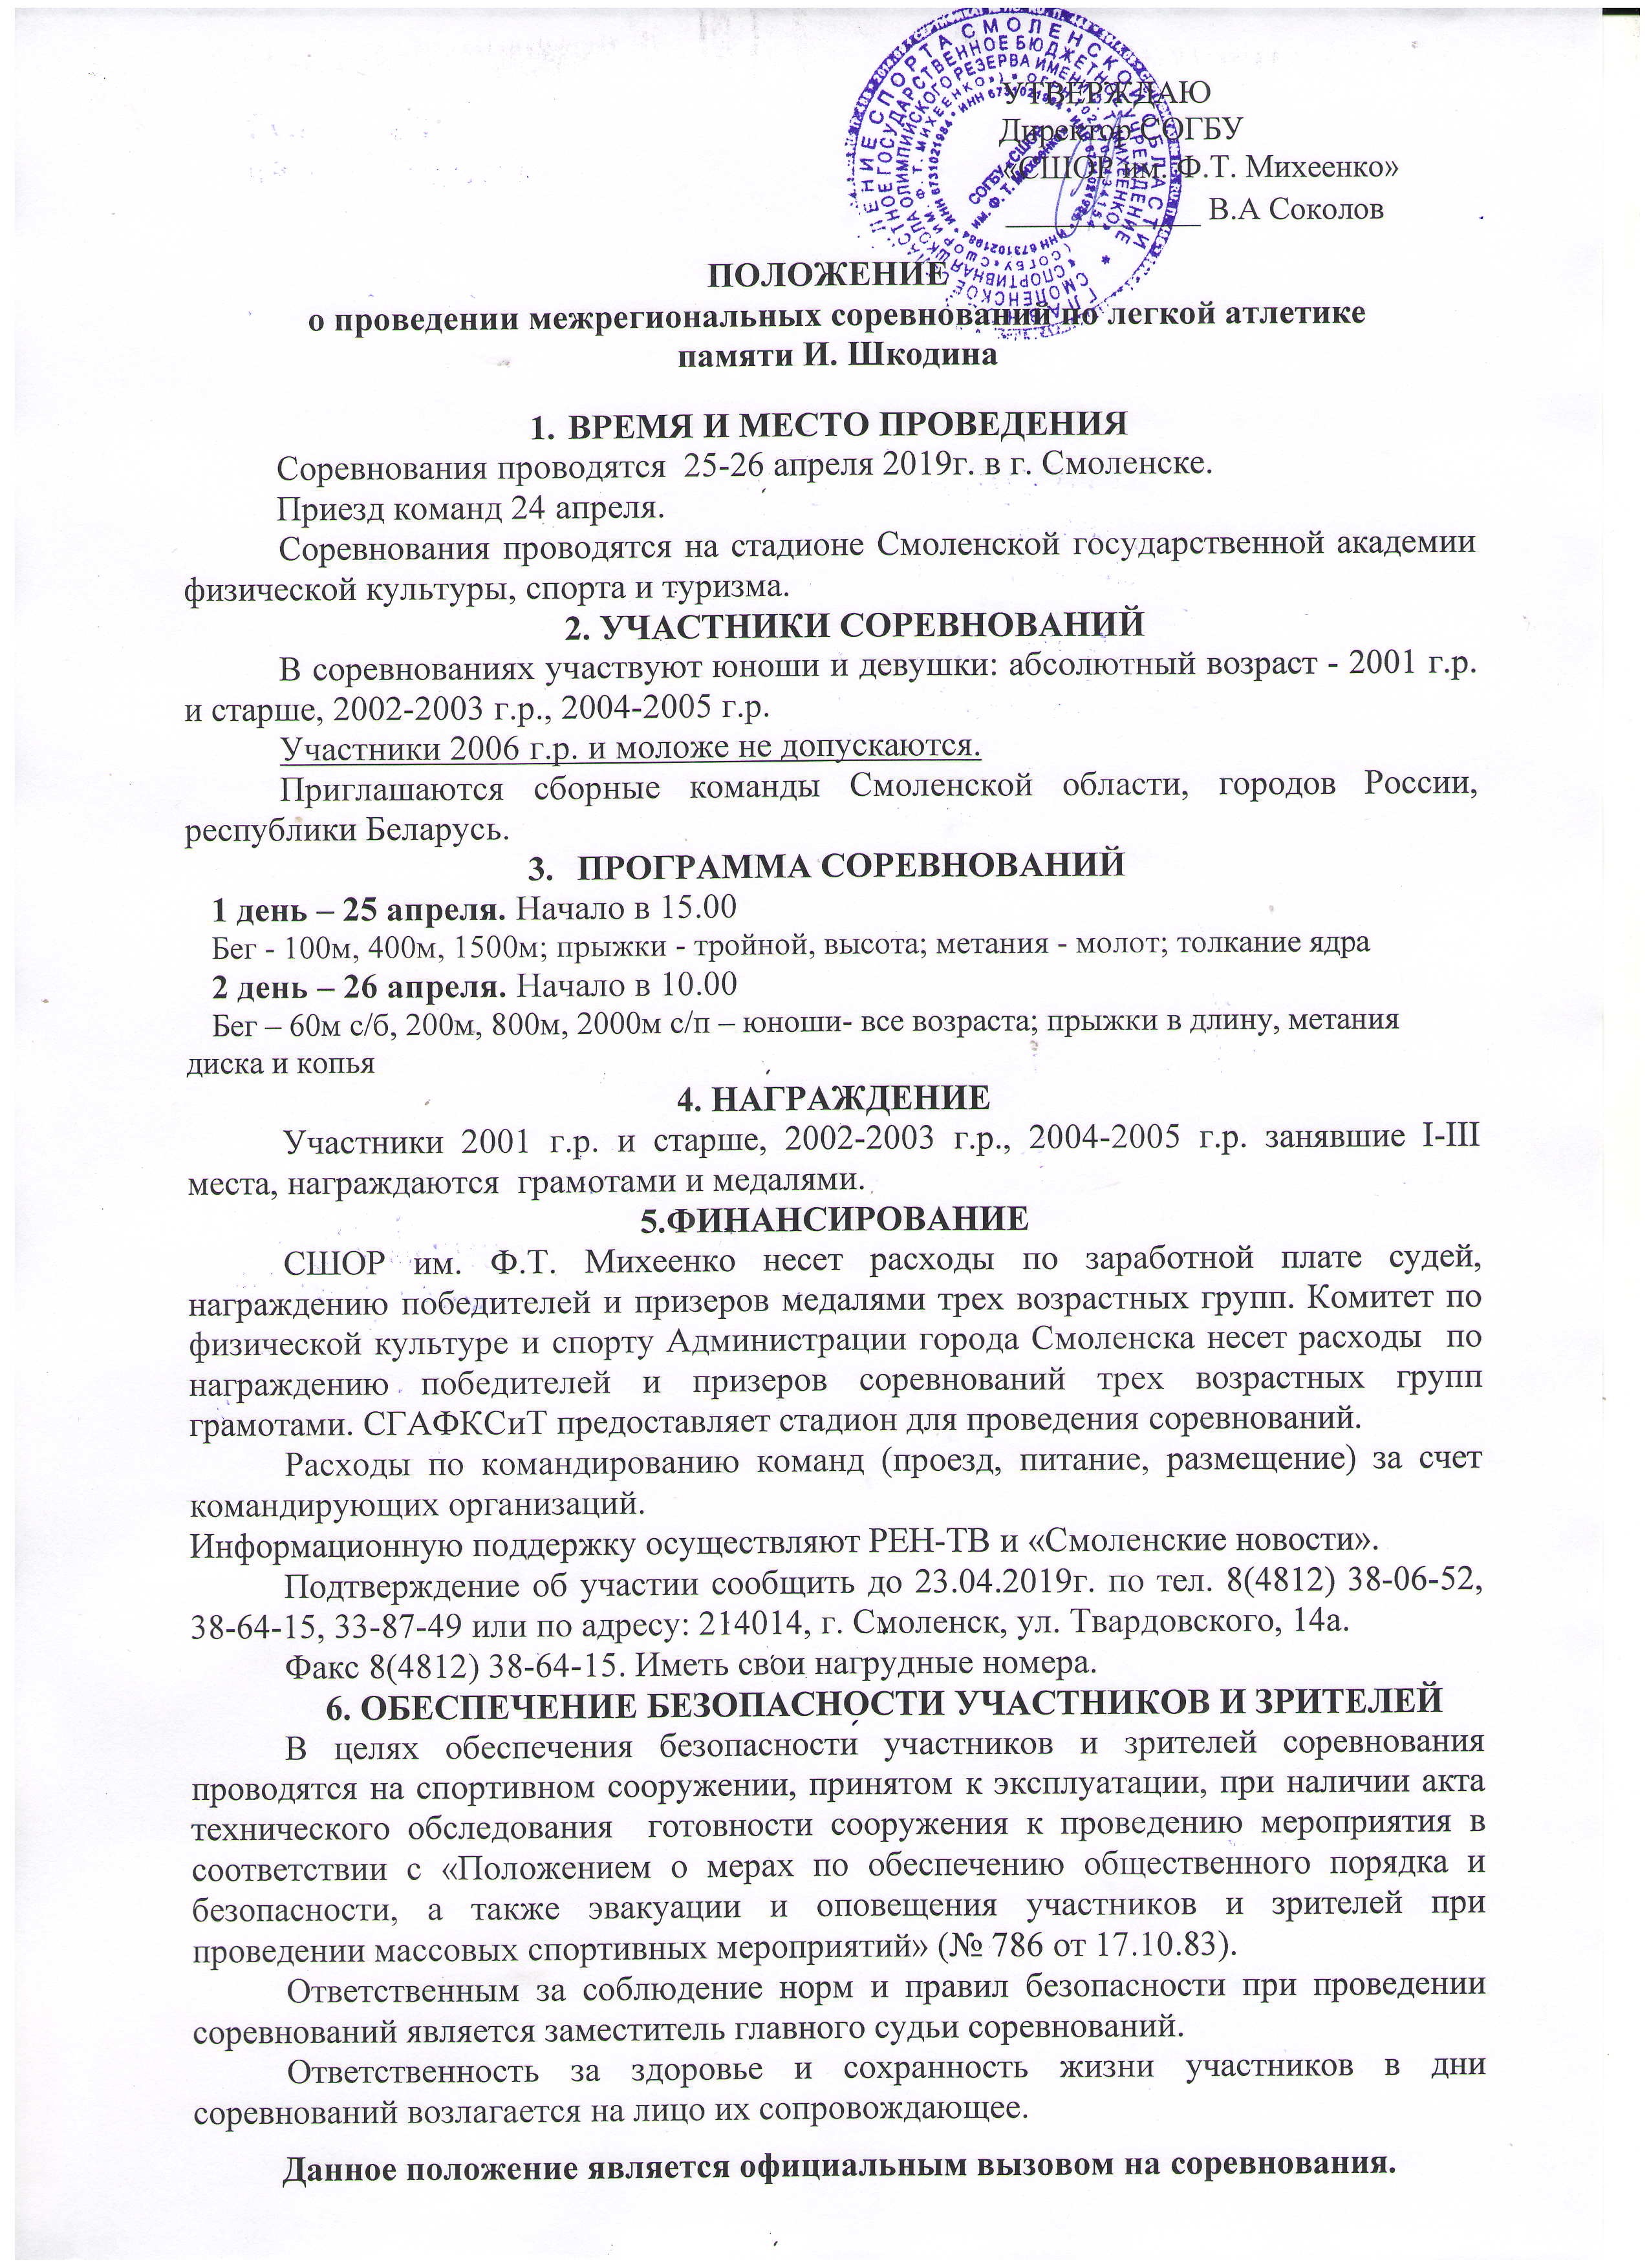 УТВЕРЖДАЮ
Директор СОГБУ
«СШОР им. Ф.Т. Михеенко»
____________ В.А Соколов
СОГБУ «СШОР
им. Ф. Т. Михеенко»
ПОЛОЖЕНИЕ
о проведении межрегиональных соревнований по легкой атлетике
памяти И. Шкодина
1. ВРЕМЯ И МЕСТО ПРОВЕДЕНИЯ
Соревнования проводятся 25-26 апреля 2019г. в г. Смоленске.
Приезд команд 24 апреля.
Соревнования проводятся на стадионе Смоленской государственной академии
физической культуры, спорта и туризма.
2. УЧАСТНИКИ СОРЕВНОВАНИЙ
В соревнованиях участвуют юноши и девушки: абсолютный возраст - 2001 г.р.
и старше, 2002-2003 г.р., 2004-2005 г.р.
Участники 2006 г.р. и моложе не допускаются.
Приглашаются сборные команды Смоленской области, городов России,
республики Беларусь.
3. ПРОГРАММА СОРЕВНОВАНИЙ
1 день – 25 апреля. Начало в 15.00
Бег - 100м, 400м, 1500м; прыжки - тройной, высота; метания - молот; толкание ядра
2 день – 26 апреля. Начало в 10.00
Бег – 60м с/б, 200м, 800м, 2000м с/п – юноши- все возраста; прыжки в длину, метания
диска и копья
4. НАГРАЖДЕНИЕ
Участники 2001 г.р. и старше, 2002-2003 г.р., 2004-2005 г.р. занявшие I-III
места, награждаются грамотами и медалями.
5.ФИНАНСИРОВАНИЕ
СШОР им. Ф.Т. Михеенко несет расходы по заработной плате судей,
награждению победителей и призеров медалями трех возрастных групп. Комитет по
физической культуре и спорту Администрации города Смоленска несет расходы по
награждению победителей и призеров соревнований трех возрастных групп
грамотами. СГАФКСиТ предоставляет стадион для проведения соревнований.
Расходы по командированию команд (проезд, питание, размещение) за счет
командирующих организаций.
Информационную поддержку осуществляют РЕН-ТВ и «Смоленские новости».
Подтверждение об участии сообщить до 23.04.2019г. по тел. 8(4812) 38-06-52,
38-64-15, 33-87-49 или по адресу: 214014, г. Смоленск, ул. Твардовского, 14а.
Факс 8(4812) 38-64-15. Иметь свои нагрудные номера.
6. ОБЕСПЕЧЕНИЕ БЕЗОПАСНОСТИ УЧАСТНИКОВ И ЗРИТЕЛЕЙ
В целях обеспечения безопасности участников и зрителей соревнования
проводятся на спортивном сооружении, принятом к эксплуатации, при наличии акта
технического обследования готовности сооружения к проведению мероприятия в
соответствии с «Положением о мерах по обеспечению общественного порядка и
безопасности, а также эвакуации и оповещения участников и зрителей при
проведении массовых спортивных мероприятий» (№ 786 от 17.10.83).
Ответственным за соблюдение норм и правил безопасности при проведении
соревнований является заместитель главного судьи соревнований.
Ответственность за здоровье и сохранность жизни участников в дни
соревнований возлагается на лицо их сопровождающее.
Данное положение является официальным вызовом на соревнования.